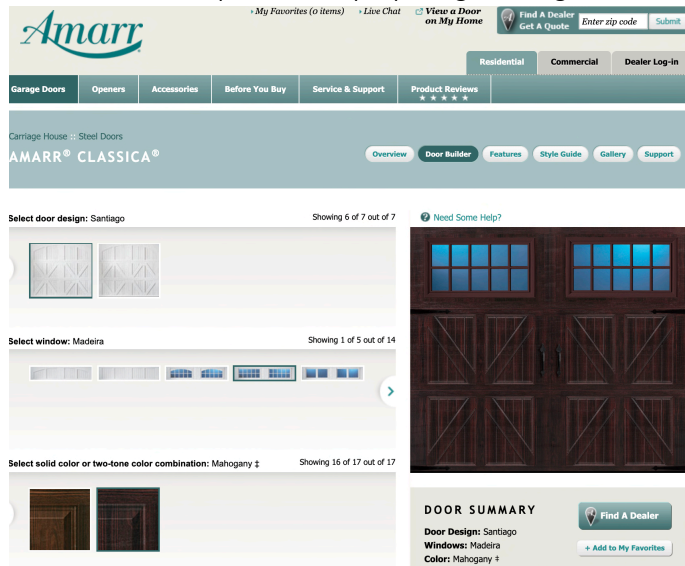 Amarr
› My Favorites (0 items)
› Live Chat
View a Door
on My Home
Find A Dealer
Get A Quote
Enter zip code
Submit
Residential
Commercial
Dealer Log-in
Garage Doors
Openers
Accessories
Before You Buy
Service & Support
Product Reviews
★ ★ ★ ★ ★
Carriage House :: Steel Doors
AMARR® CLASSICA®
Overview
Door Builder
Features
Style Guide
Gallery
Support
Select door design: Santiago
Showing 6 of 7 out of 7
? Need Some Help?
Select window: Madeira
Showing 1 of 5 out of 14
Select solid color or two-tone color combination: Mahogany ‡
Showing 16 of 17 out of 17
DOOR SUMMARY
Door Design: Santiago
Windows: Madeira
Color: Mahogany ‡
Find A Dealer
+ Add to My Favorites